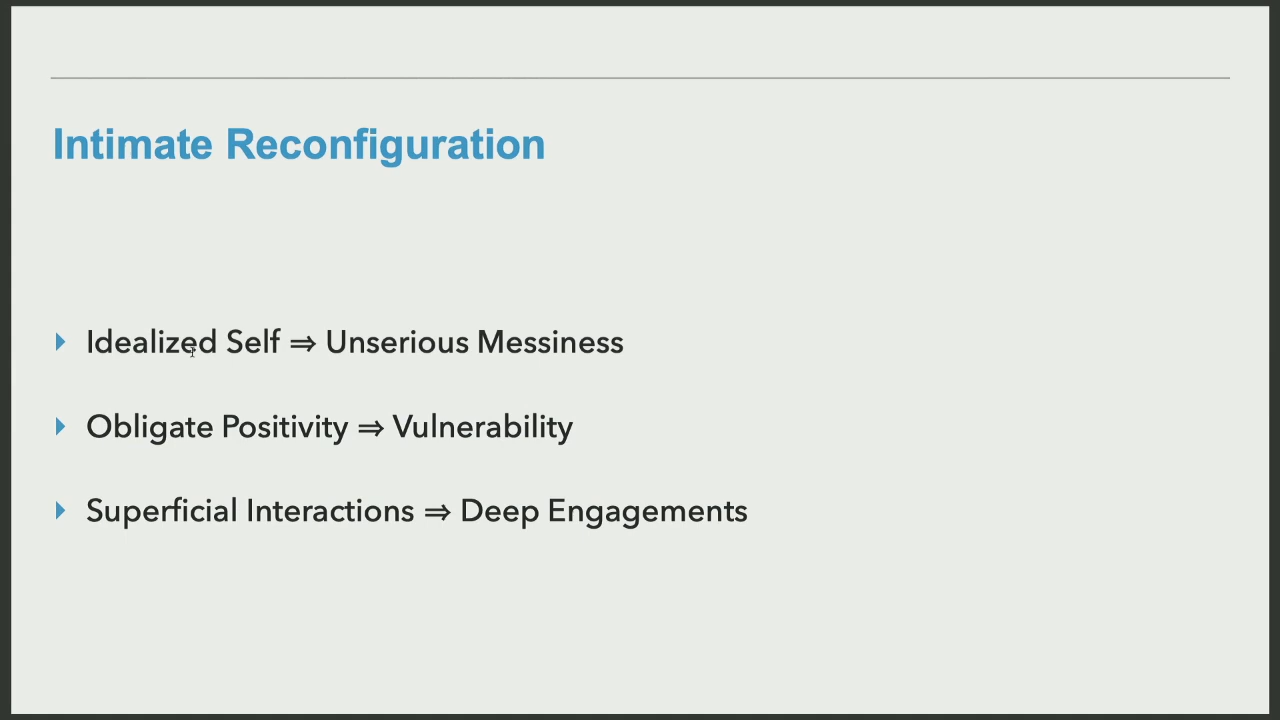 Intimate Reconfiguration
Idealized Self ⇒ Unserious Messiness
Obligate Positivity ⇒ Vulnerability
Superficial Interactions ⇒ Deep Engagements